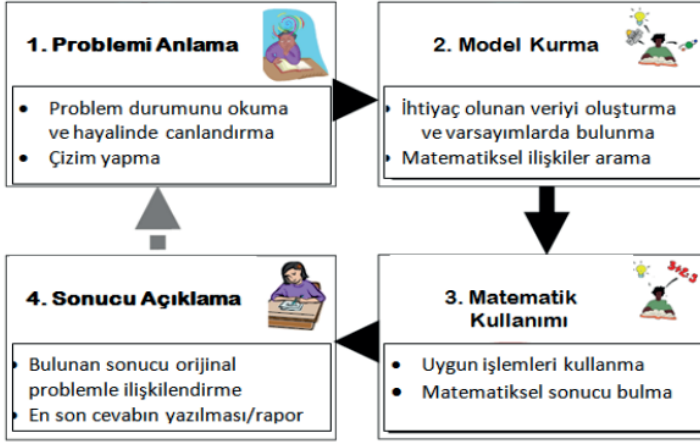 1. Problemi Anlama
• Problem durumunu okuma
ve hayalinde canlandırma
• Çizim yapma
2. Model Kurma
• İhtiyaç olunan veriyi oluşturma
ve varsayımlarda bulunma
• Matematiksel ilişkiler arama
3. Matematik
Kullanımı
• Uygun işlemleri kullanma
• Matematiksel sonucu bulma
4. Sonucu Açıklama
• Bulunan sonucu orijinal
problemle ilişkilendirme
• En son cevabın yazılması/rapor